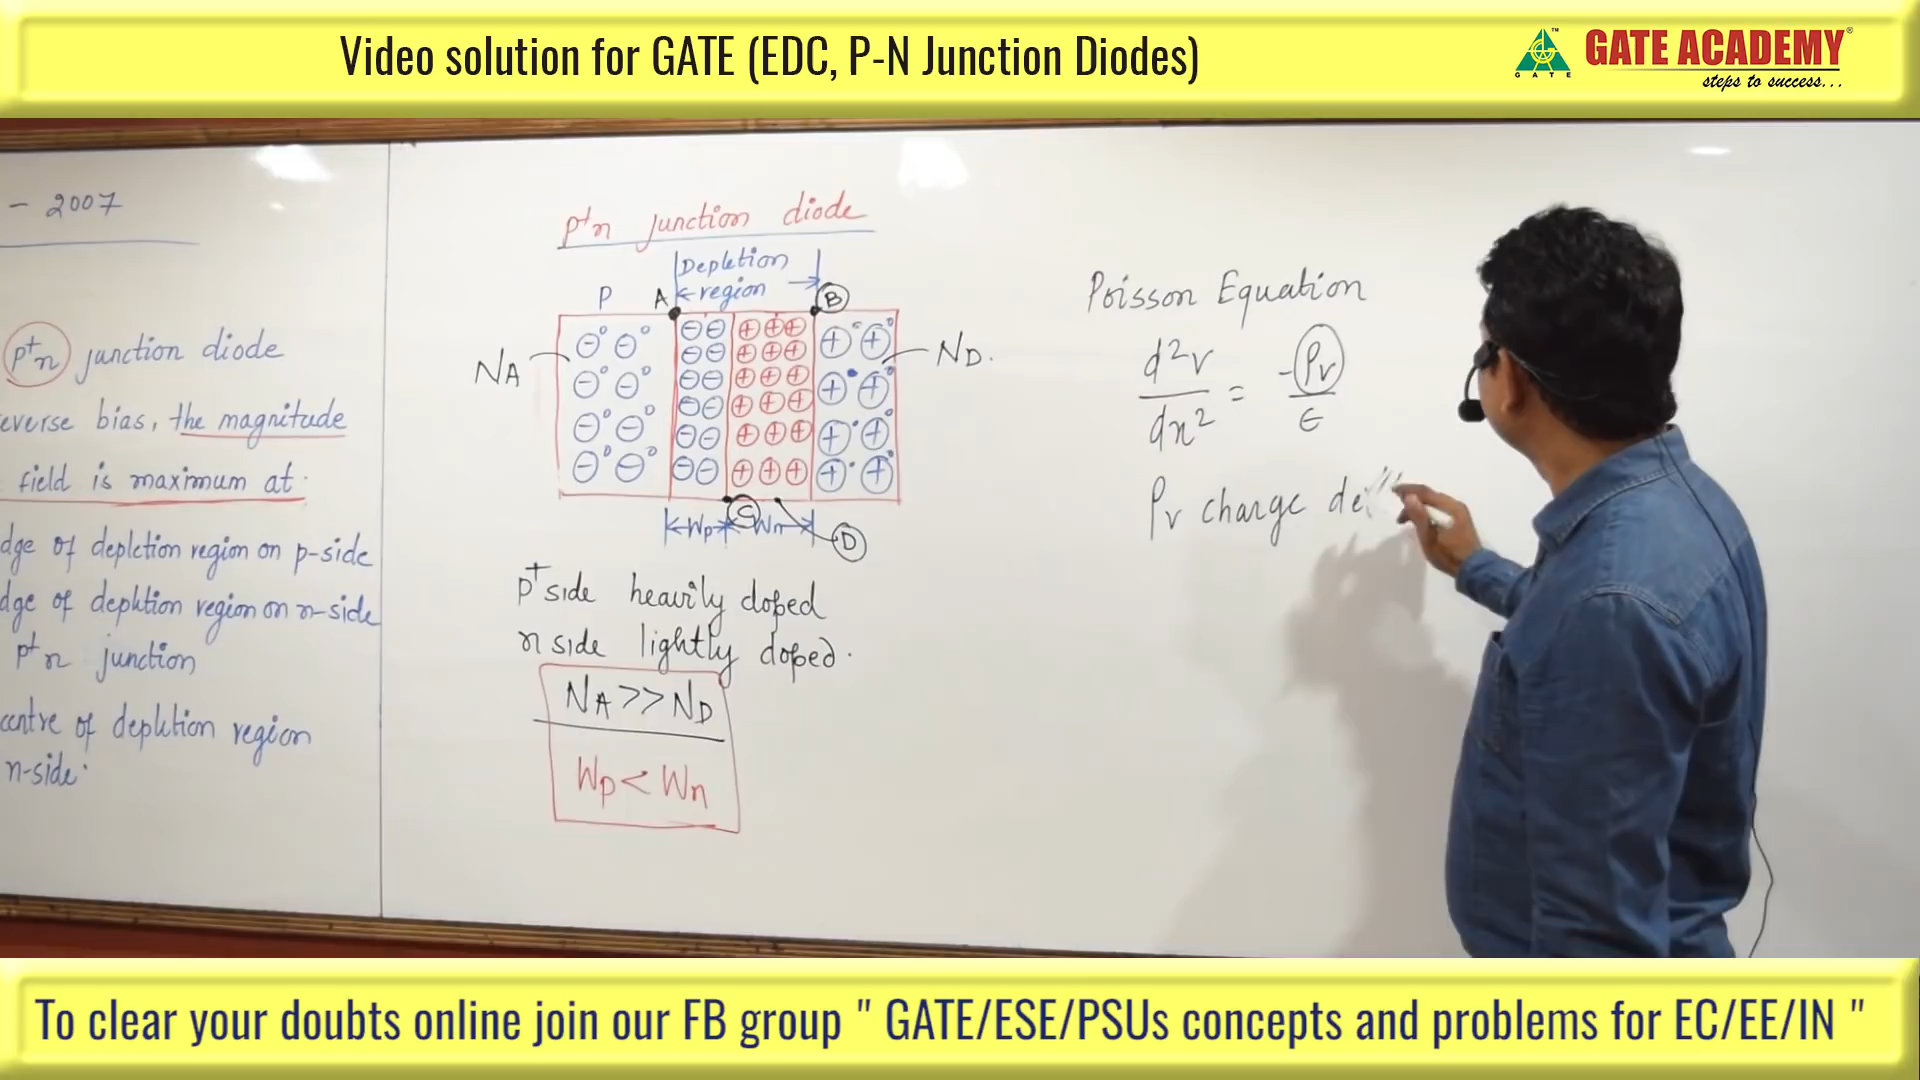 Video solution for GATE (EDC, P-N Junction Diodes)
GATE
GATE ACADEMY
steps to success...
- 2007
p+n junction diode
everse bias, the magnitude
field is maximum at
dge of depletion region on p-side
dge of depletion region on n-side
p+n junction
centre of depletion region
n-side.
p+n junction diode
Depletion
region
P
A
B
NA
ND.
Wp
C
Wn
D
p+ side heavily doped
n side lightly doped.
NA >> ND
Wp < Wn
Poisson Equation
d²v/dx² = -ρv/ϵ
ρv charge de
To clear your doubts online join our FB group " GATE/ESE/PSUs concepts and problems for EC/EE/IN "